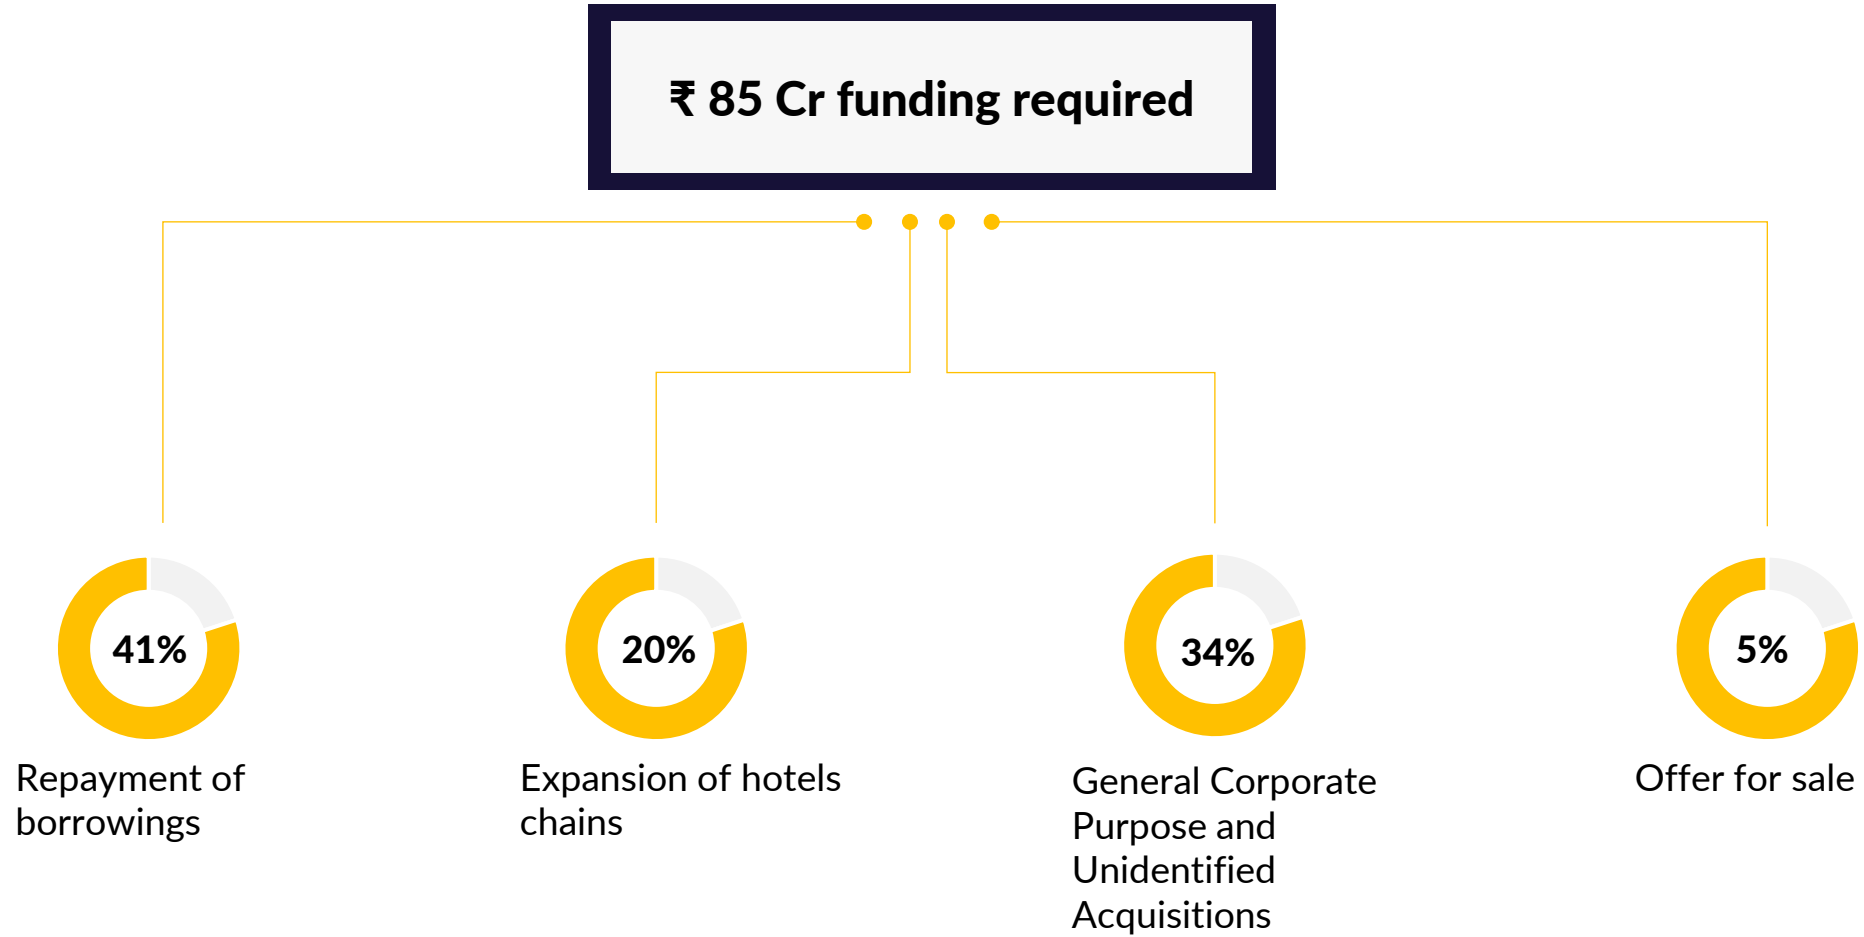 ₹ 85 Cr funding required
41%
20%
34%
5%
Repayment of
borrowings
Expansion of hotels
chains
General Corporate
Purpose and
Unidentified
Acquisitions
Offer for sale